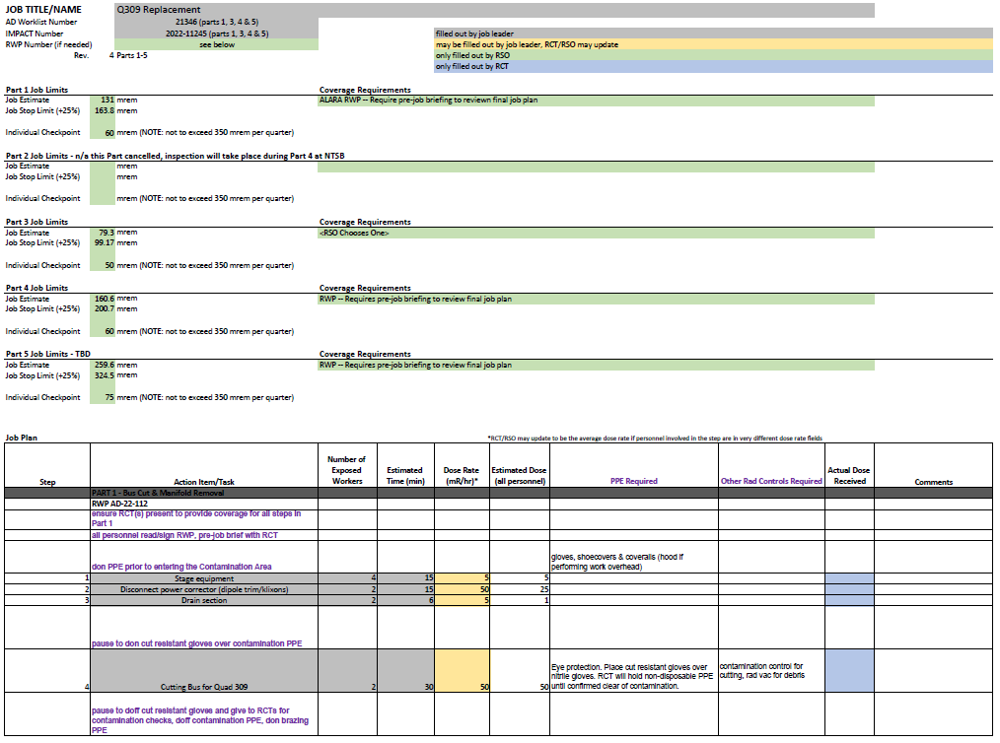 JOB TITLE/NAME Q309 Replacement
AD Worklist Number 21346 (parts 1, 3, 4 & 5)
IMPACT Number 2022-11245 (parts 1, 3, 4 & 5) filled out by job leader
RWP Number (if needed) see below may be filled out by job leader, RCT/RSO may update
Rev. 4 Parts 1-5 only filled out by RSO
only filled out by RCT
Part 1 Job Limits Coverage Requirements
Job Estimate 131 mrem ALARA RWP -- Require pre-job briefing to reviewn final job plan
Job Stop Limit (+25%) 163.8 mrem
Individual Checkpoint 60 mrem (NOTE: not to exceed 350 mrem per quarter)
Part 2 Job Limits - n/a this Part cancelled, inspection will take place during Part 4 at NTSB
Job Estimate mrem
Job Stop Limit (+25%) mrem
Individual Checkpoint mrem (NOTE: not to exceed 350 mrem per quarter)
Part 3 Job Limits Coverage Requirements
Job Estimate 79.3 mrem <RSO Chooses One>
Job Stop Limit (+25%) 99.17 mrem
Individual Checkpoint 50 mrem (NOTE: not to exceed 350 mrem per quarter)
Part 4 Job Limits Coverage Requirements
Job Estimate 160.6 mrem RWP -- Requires pre-job briefing to review final job plan
Job Stop Limit (+25%) 200.7 mrem
Individual Checkpoint 60 mrem (NOTE: not to exceed 350 mrem per quarter)
Part 5 Job Limits - TBD Coverage Requirements
Job Estimate 259.6 mrem RWP -- Requires pre-job briefing to review final job plan
Job Stop Limit (+25%) 324.5 mrem
Individual Checkpoint 75 mrem (NOTE: not to exceed 350 mrem per quarter)
Job Plan *RCT/RSO may update to be the average dose rate if personnel involved in the step are in very different dose rate fields
Number of
Exposed Estimated Dose Rate Estimated Dose Actual Dose
Step Action Item/Task Workers Time (min) (mR/hr)* (all personnel) PPE Required Other Rad Controls Required Received Comments
PART 1 - Bus Cut & Manifold Removal
RWP AD-22-112
ensure RCT(s) present to provide coverage for all steps in
Part 1
all personnel read/sign RWP, pre-job brief with RCT
gloves, shoecovers & coveralls (hood if
don PPE prior to entering the Contamination Area performing work overhead)
1 Stage equipment 4 15 5 5
2 Disconnect power corrector (dipole trim/klixons) 2 15 50 25
3 Drain section 2 6 5 1
pause to don cut resistant gloves over contamination PPE
Eye protection. Place cut resistant gloves over contamination control for
nitrile gloves. RCT will hold non-disposable PPE cutting, rad vac for debris
4 Cutting Bus for Quad 309 2 30 50 50 until confirmed clear of contamination.
pause to doff cut resistant gloves and give to RCTs for
contamination checks, doff contamination PPE, don brazing
PPE